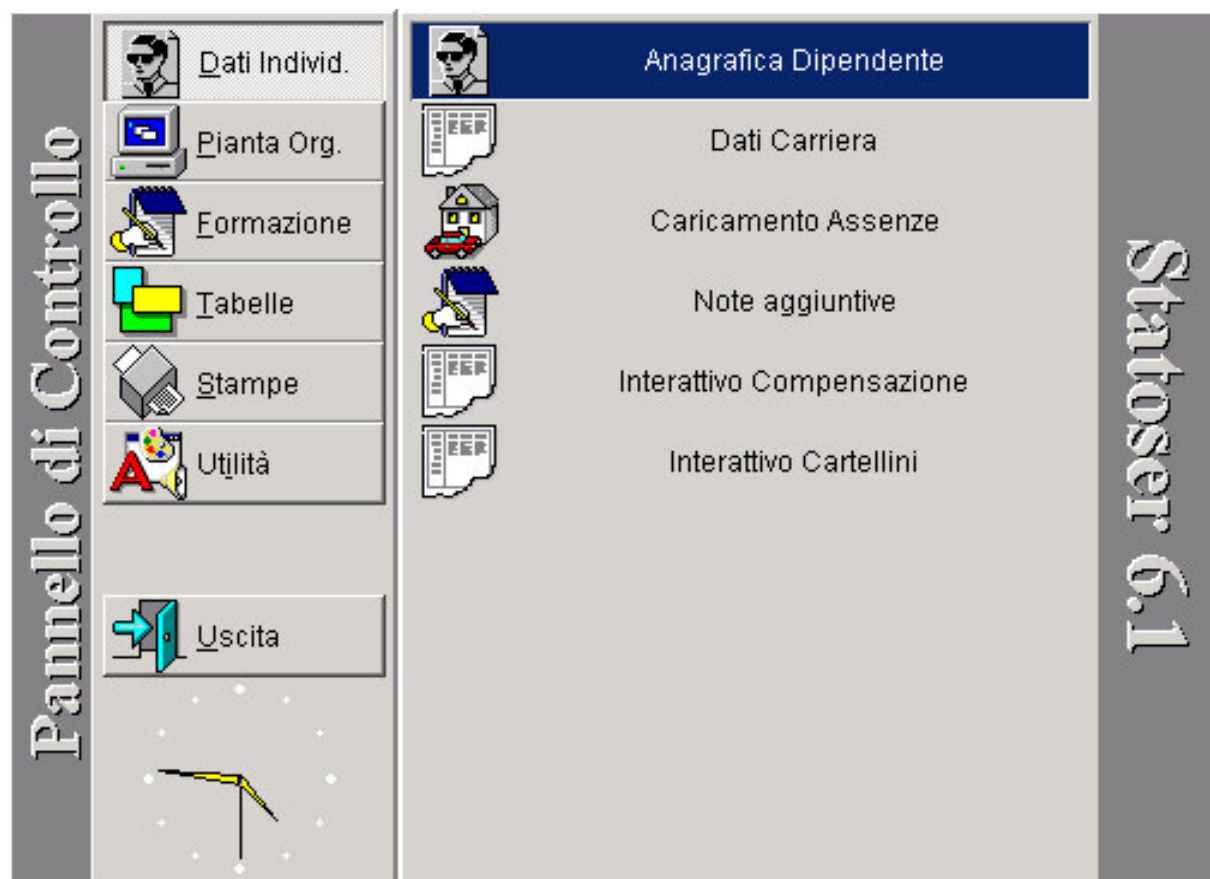 Pannello di Controllo
Dati Individ.
Pianta Org.
Formazione
Tabelle
Stampe
Utilità
Uscita
Anagrafica Dipendente
Dati Carriera
Caricamento Assenze
Note aggiuntive
Interattivo Compensazione
Interattivo Cartellini
Statoser 6.1